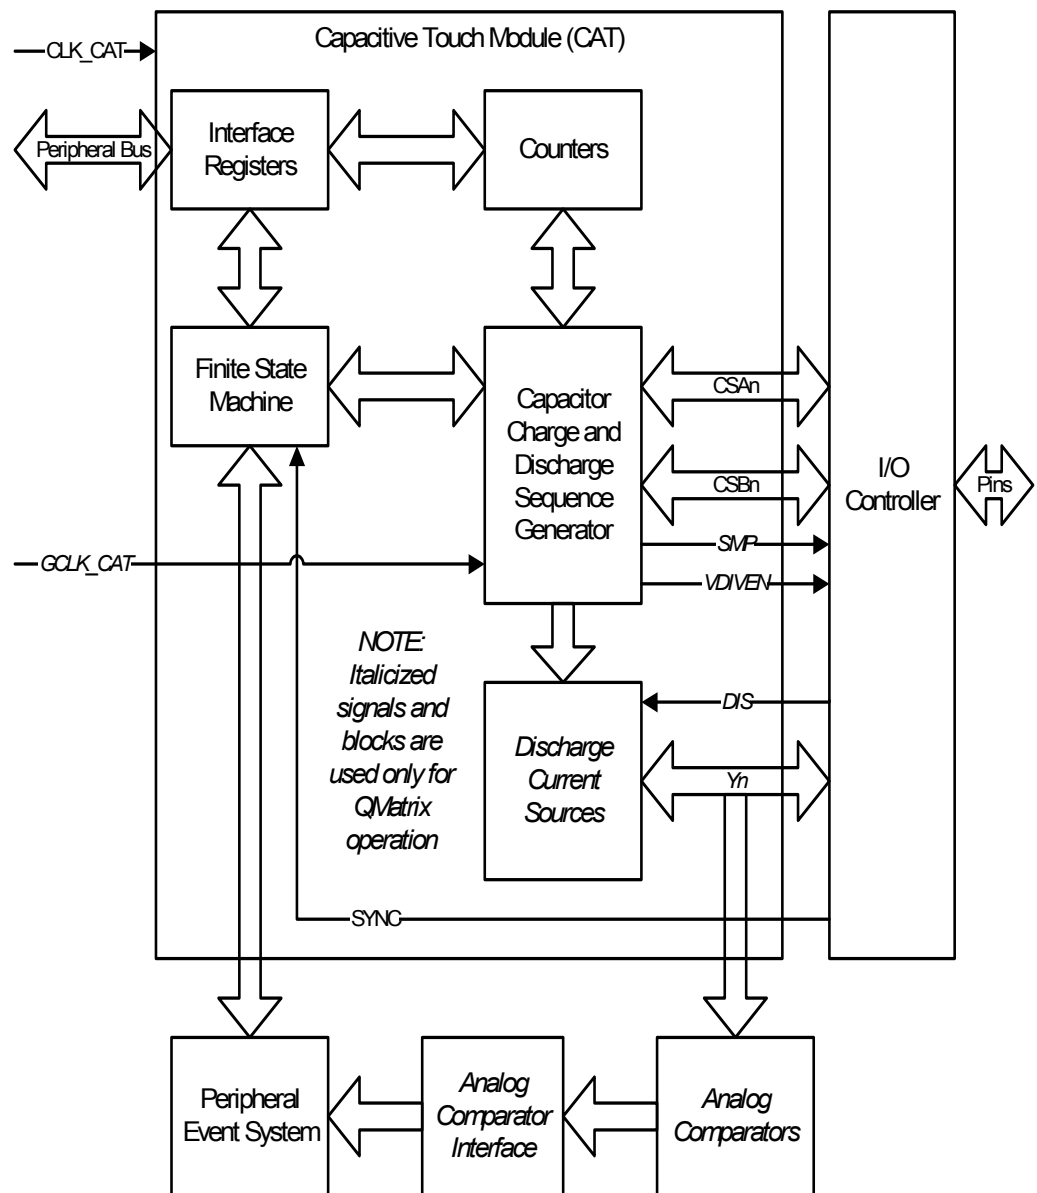 Capacitive Touch Module (CAT)
CLK_CAT
Peripheral Bus
Interface
Registers
Counters
Finite State
Machine
Capacitor
Charge and
Discharge
Sequence
Generator
CSAn
CSBn
SMP
VDIVEN
I/O
Controller
Pins
GCLK_CAT
NOTE:
Italicized
signals and
blocks are
used only for
QMatrix
operation
Discharge
Current
Sources
DIS
Yn
SYNC
Peripheral
Event System
Analog
Comparator
Interface
Analog
Comparators